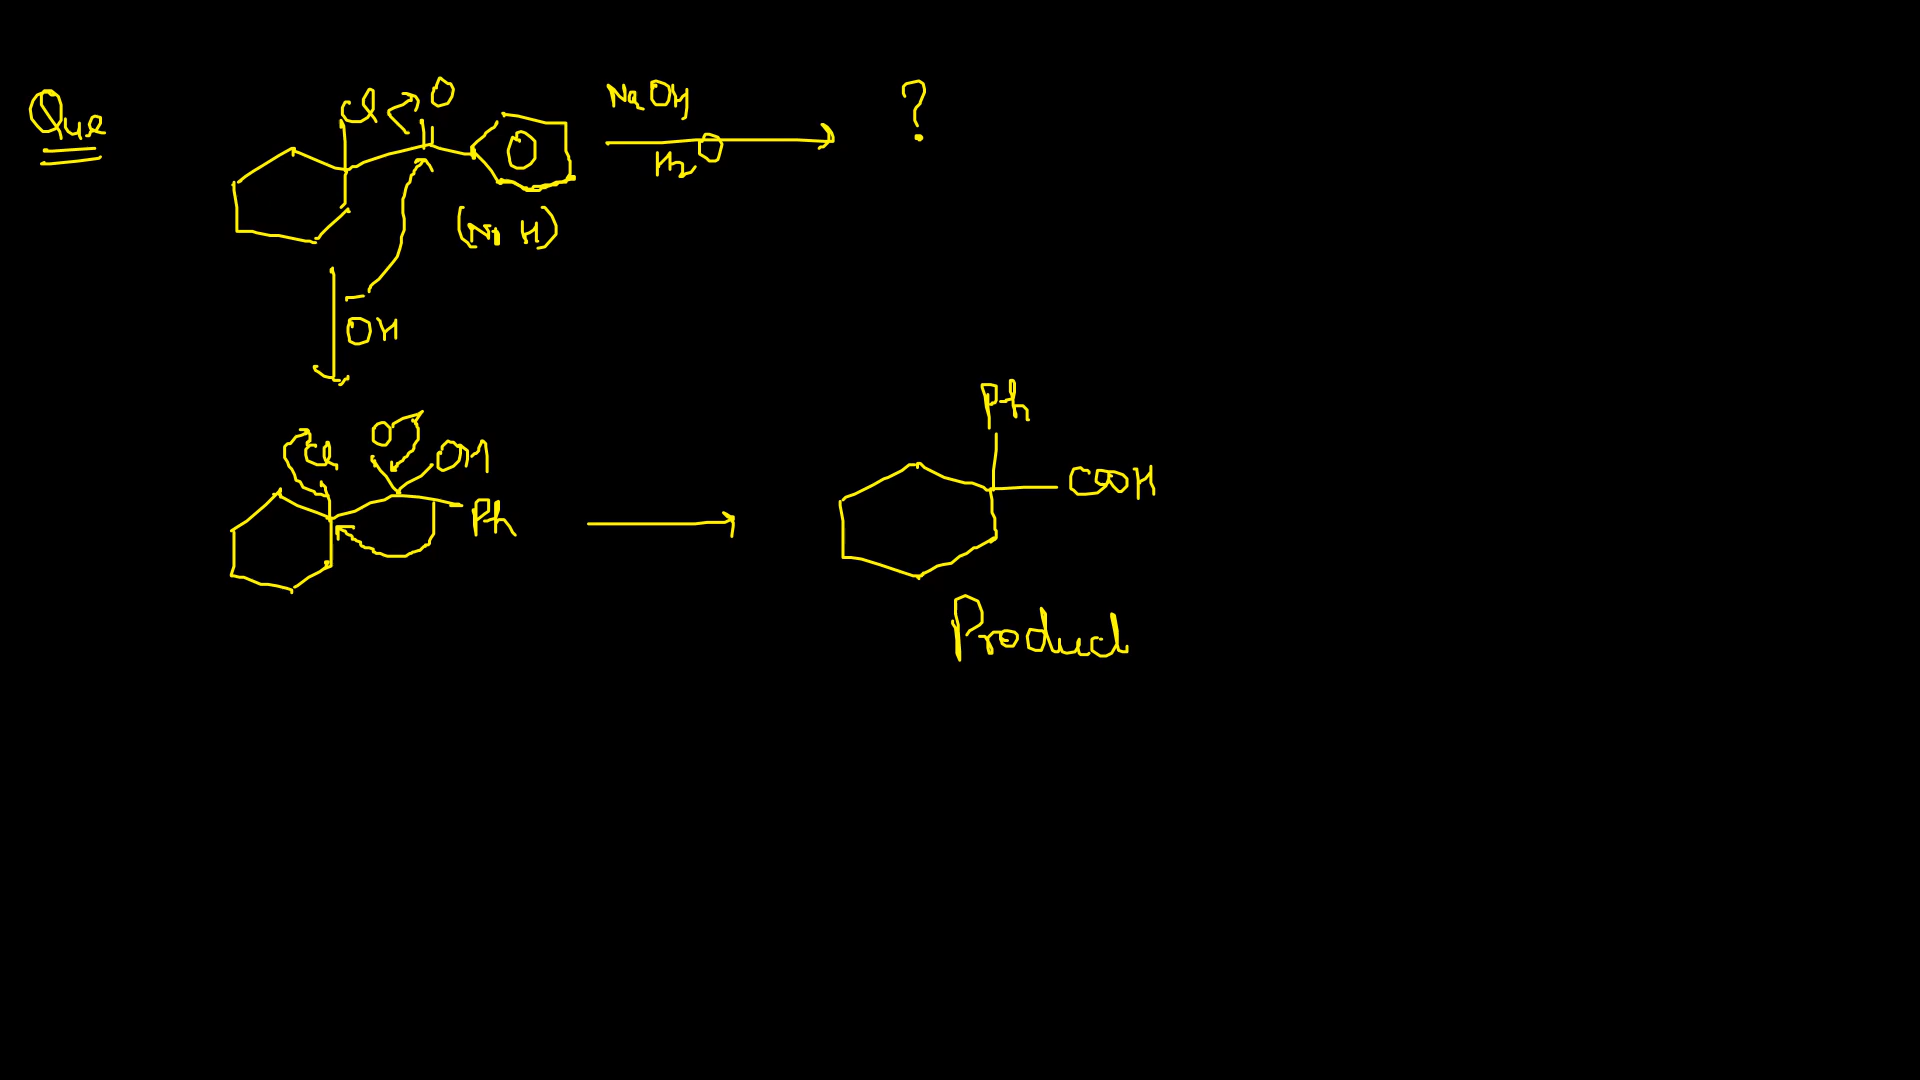 Que
Cl O NaOH ?
H2O
(No H)
-OH
Cl O OH
Ph
Ph
COOH
Product